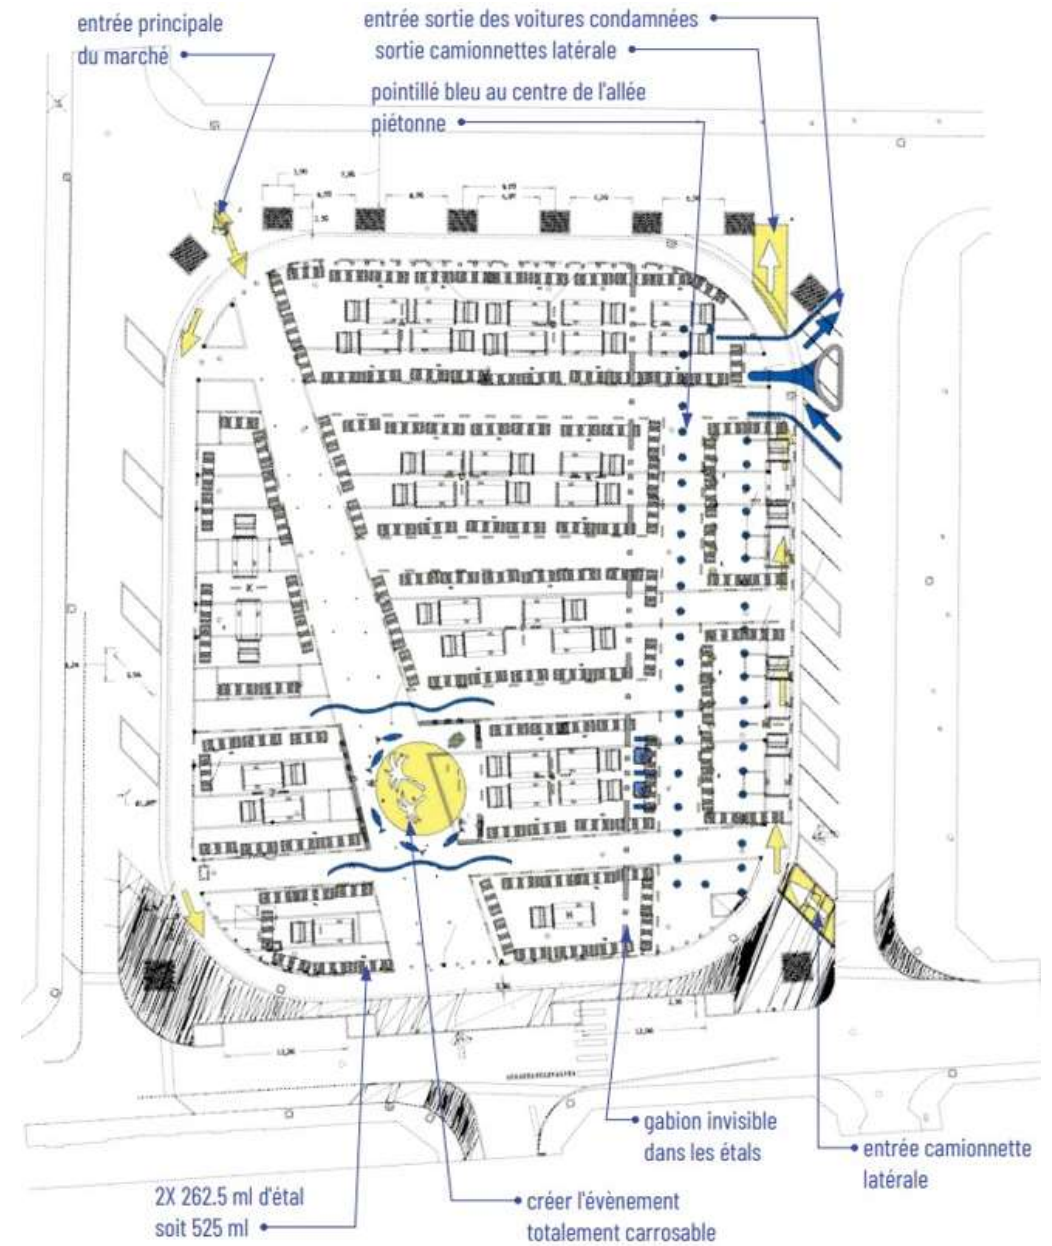 entrée principale
du marché
entrée sortie des voitures condamnées
sortie camionnettes latérale
pointillé bleu au centre de l'allée
piétonne
K
H
gabion invisible
dans les étals
entrée camionnette
latérale
2X 262.5 ml d'étal
soit 525 ml
créer l'évènement
totalement carrosable